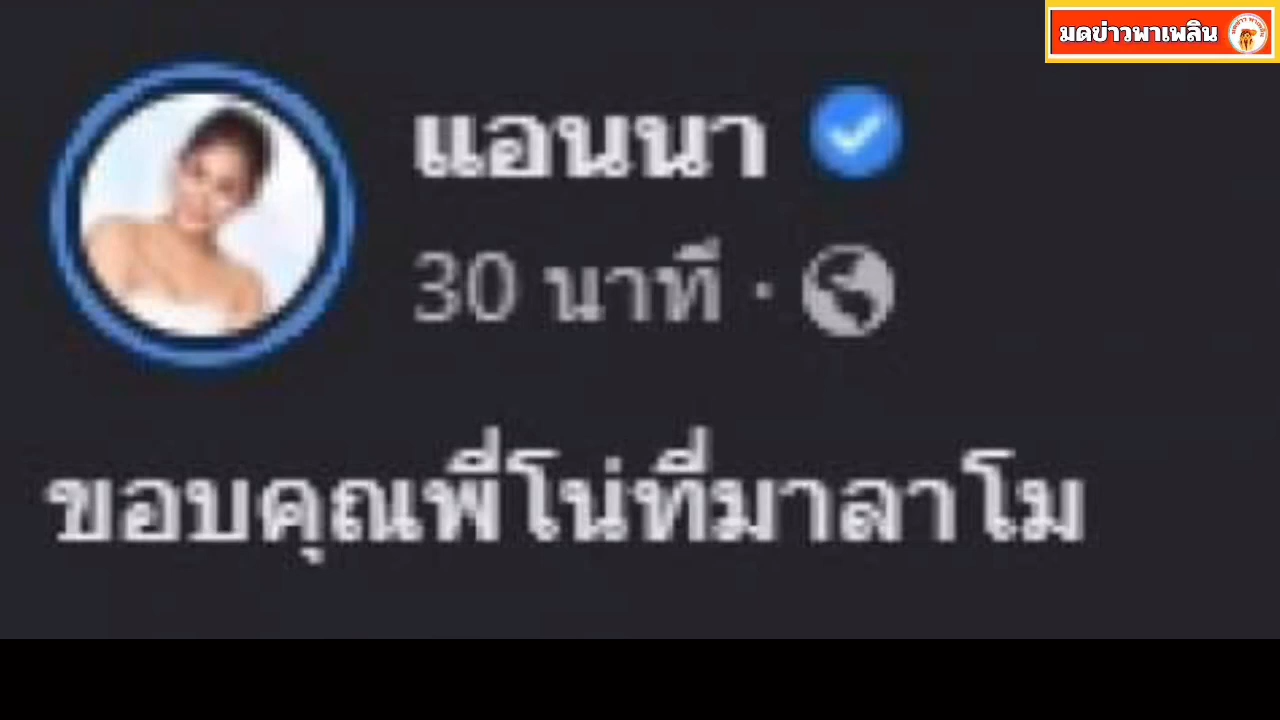 มดข่าวพาเพลิน
แอนนา
30 นาที ·
ขอบคุณพี่โน่ที่มาลาโม